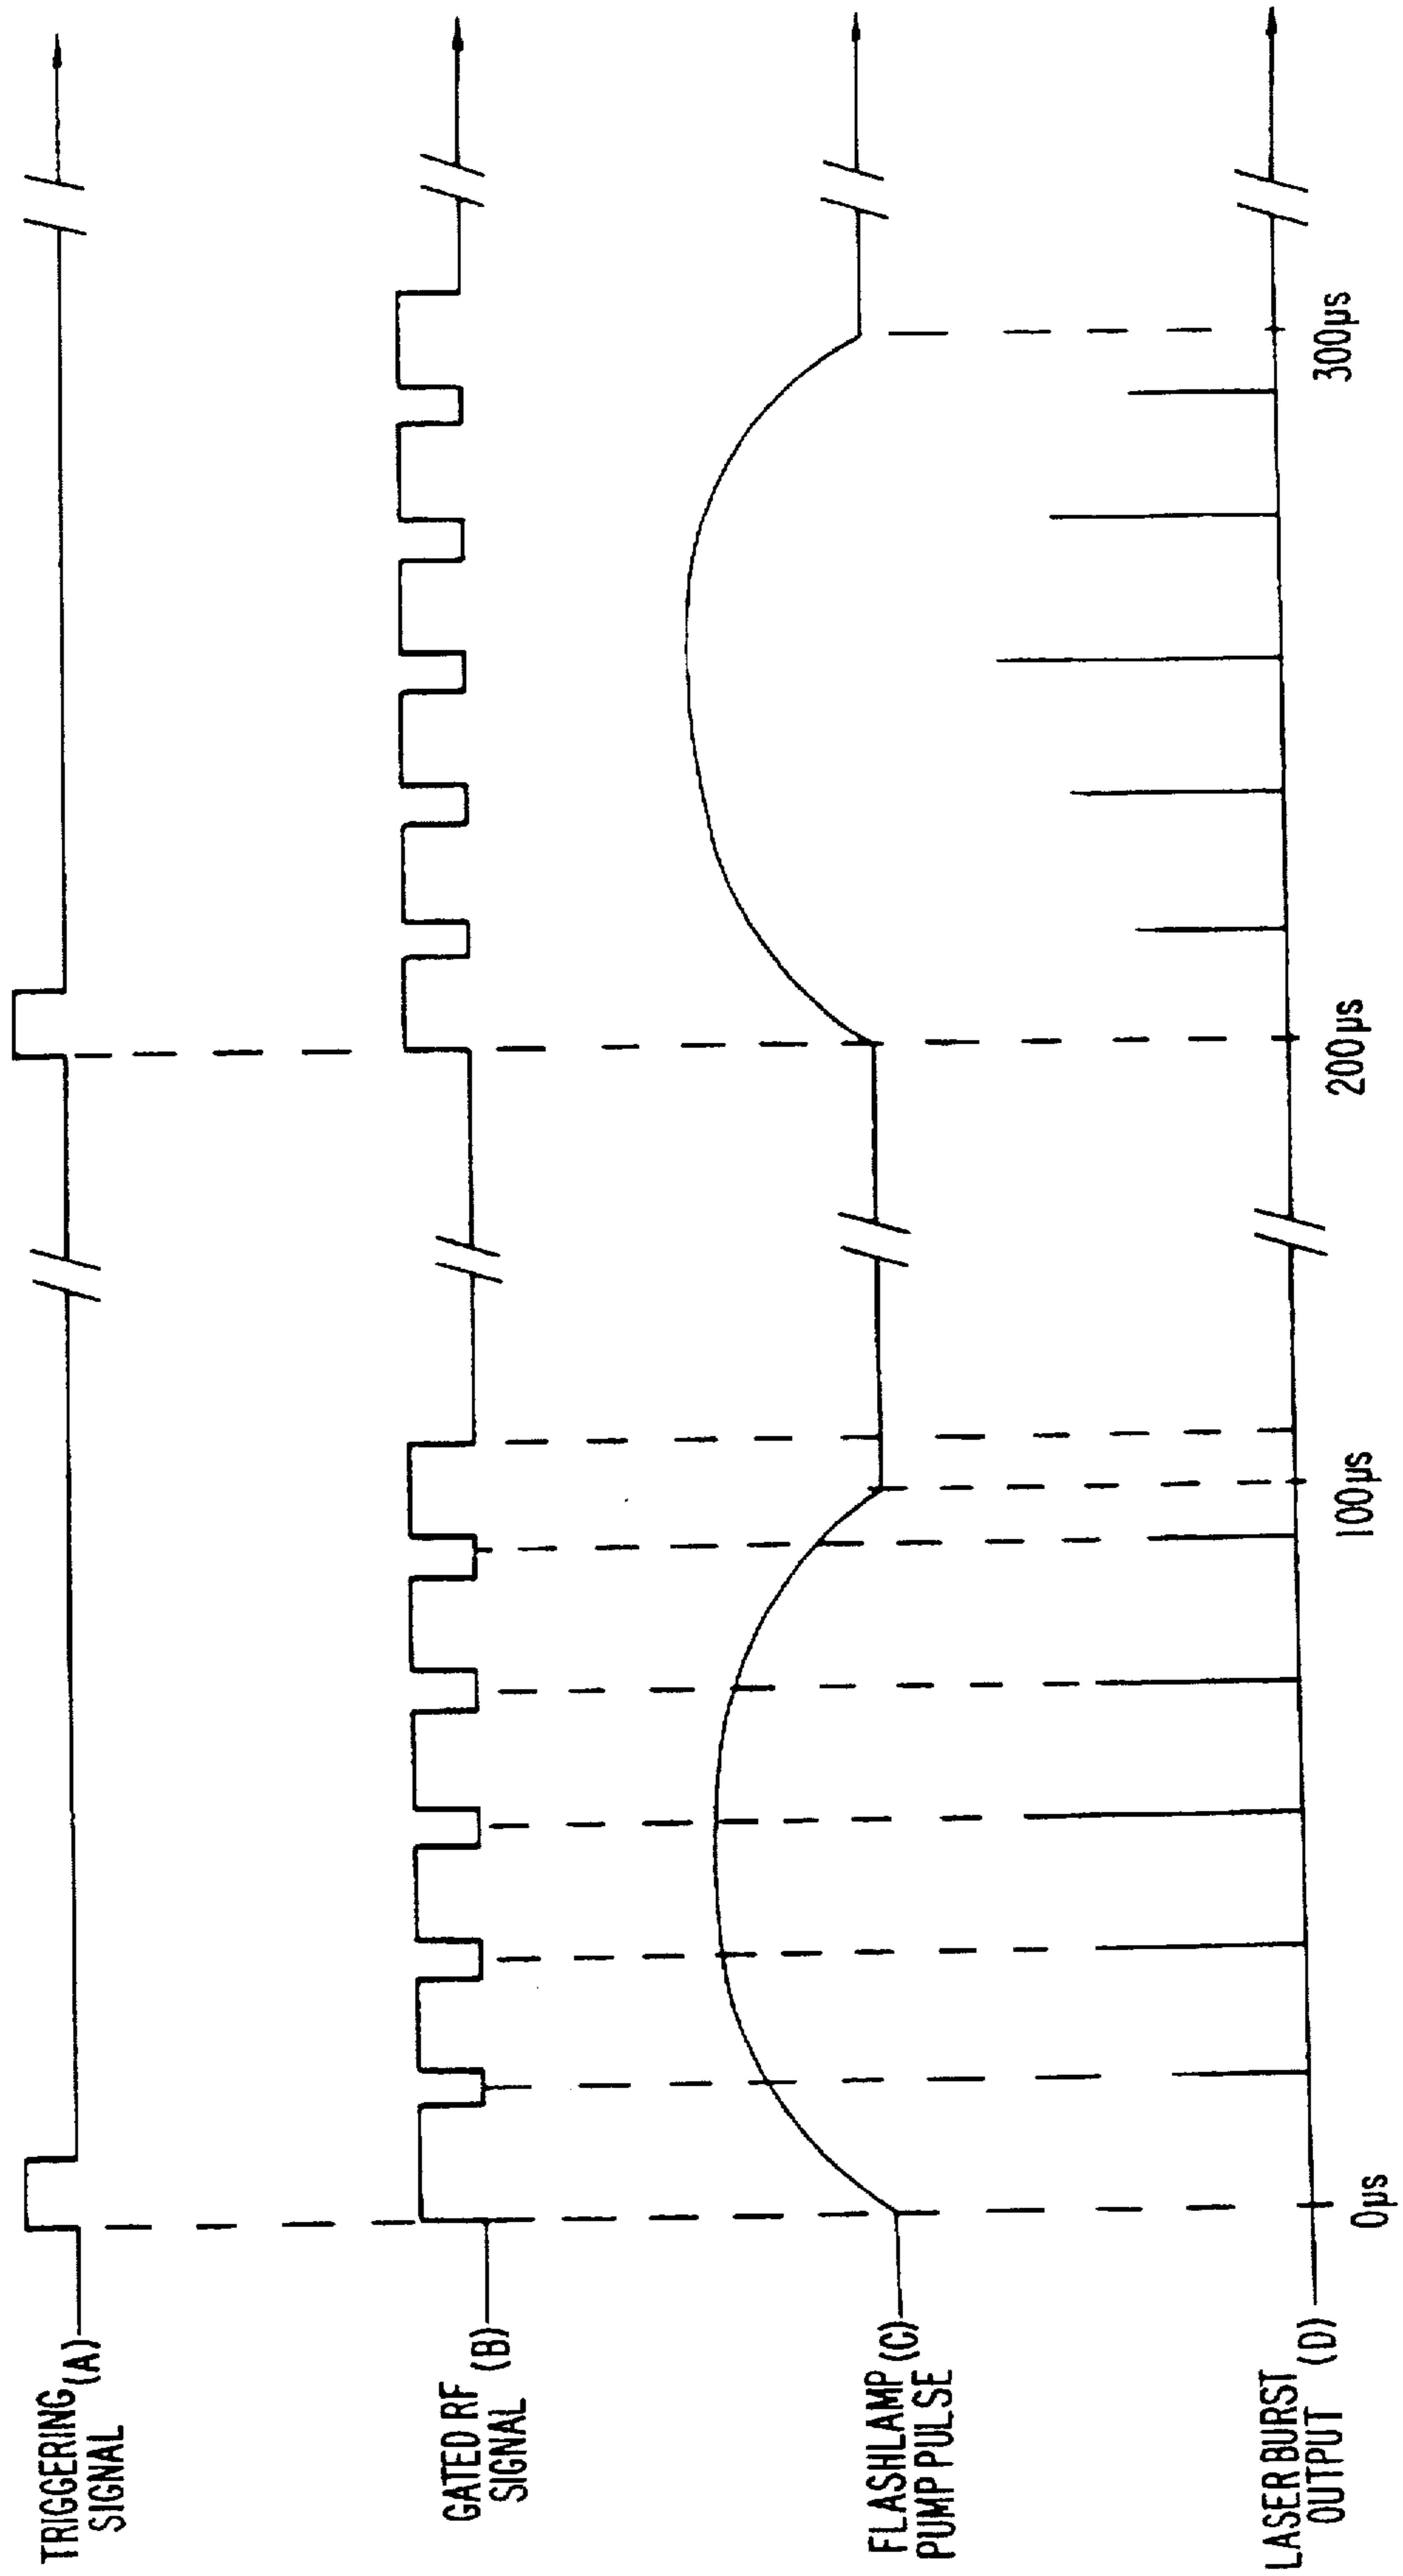 TRIGGERING (A)
SIGNAL
GATED RF
SIGNAL (B)
FLASHLAMP (C)
PUMP PULSE
LASER BURST
OUTPUT (D)
0µs
100µs
200µs
300µs